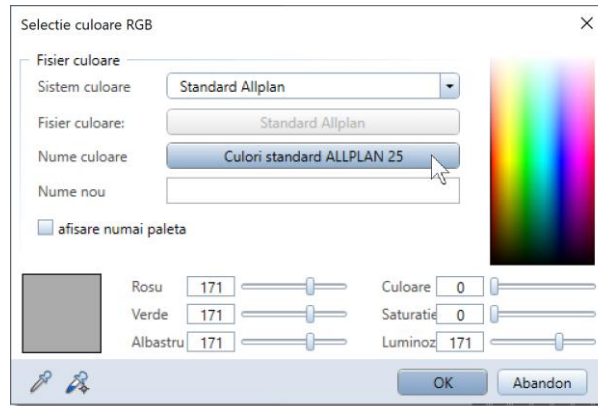 Selectie culoare RGB
Fisier culoare
Sistem culoare Standard Allplan
Fisier culoare: Standard Allplan
Nume culoare Culori standard ALLPLAN 25
Nume nou
afisare numai paleta
Rosu 171 Culoare 0
Verde 171 Saturatie 0
Albastru 171 Luminoz 171
OK Abandon